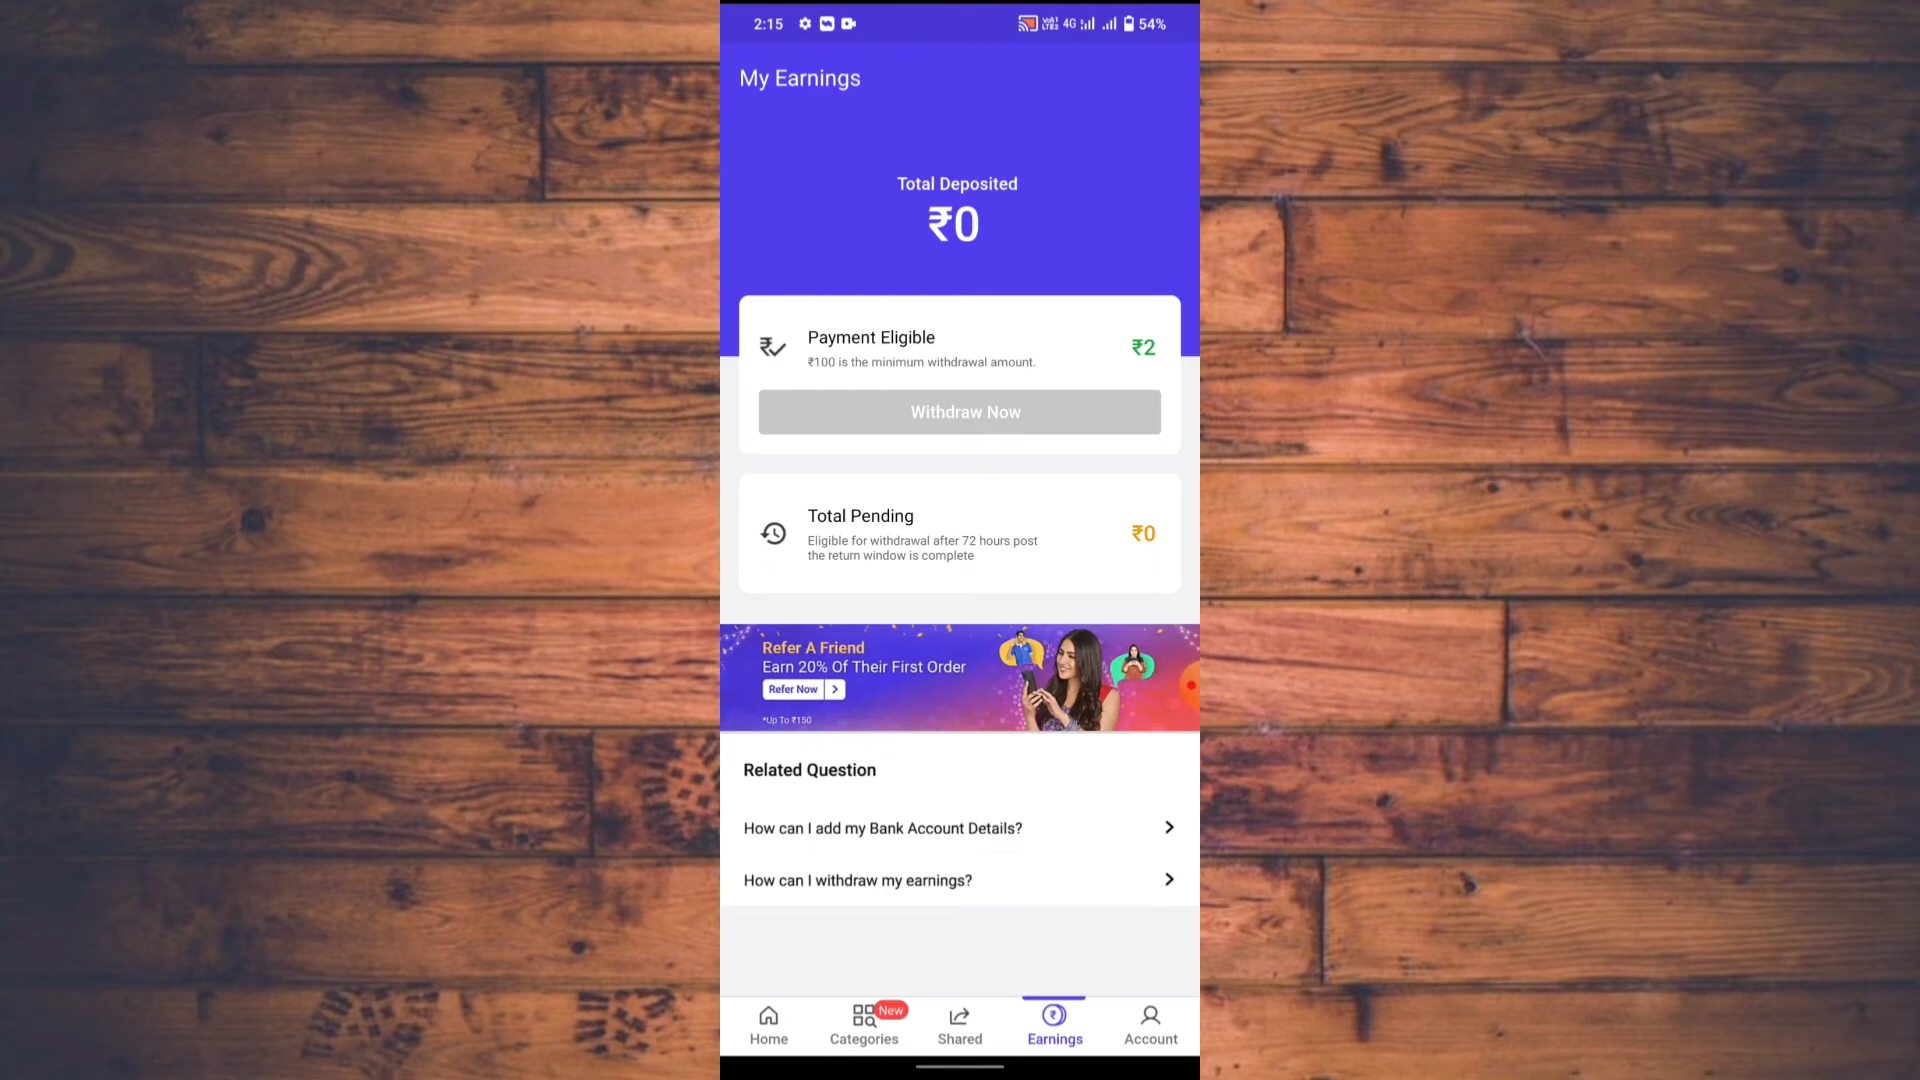 2:15
4G
54%
My Earnings
Total Deposited
₹0
Payment Eligible
₹2
₹100 is the minimum withdrawal amount.
Withdraw Now
Total Pending
₹0
Eligible for withdrawal after 72 hours post
the return window is complete
Refer A Friend
Earn 20% Of Their First Order
Refer Now
*Up To ₹150
Related Question
How can I add my Bank Account Details?
How can I withdraw my earnings?
New
Home
Categories
Shared
Earnings
Account